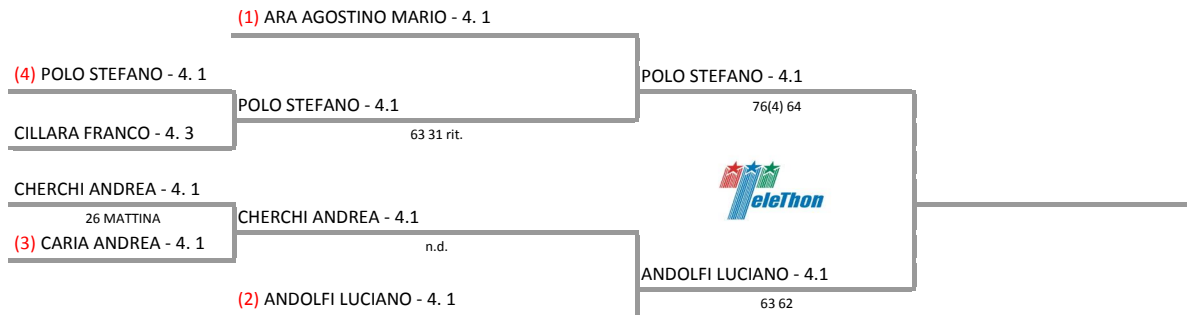 (1) ARA AGOSTINO MARIO - 4. 1
(4) POLO STEFANO - 4. 1
POLO STEFANO - 4.1
76(4) 64
POLO STEFANO - 4.1
63 31 rit.
CILLARA FRANCO - 4. 3
CHERCHI ANDREA - 4. 1
26 MATTINA
CHERCHI ANDREA - 4.1
n.d.
(3) CARIA ANDREA - 4. 1
eleThon
ANDOLFI LUCIANO - 4.1
63 62
(2) ANDOLFI LUCIANO - 4. 1